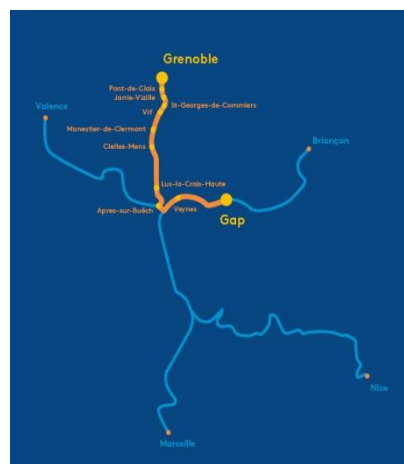 Grenoble
Pont-de-Claix
Jarrie-Vizille
St-Georges-de-Commiers
Valence
Vif
Monestier-de-Clermont
Briançon
Clelles-Mens
Lus-la-Croix-Haute
Veynes
Apres-sur-Buëch
Gap
Nice
Marseille